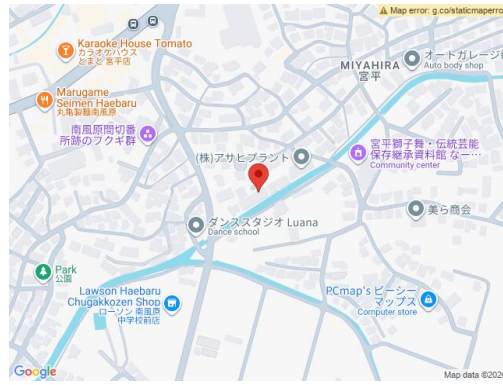 Map error: g.co/staticmaperro
Karaoke House Tomato
カラオケハウス
とまと 宮平店
MIYAHIRA
宮平
オートガレージ
Auto body shop
Marugame
Seimen Haebaru
丸亀製麺南風原
南風原間切番
所跡のフクギ群
(株)アサヒプラント
宮平獅子舞・伝統芸能
保存継承資料館 なー…
Community center
美ら商会
ダンススタジオ Luana
Dance school
Park
公園
Lawson Haebaru
Chugakkozen Shop
ローソン 南風原
中学校前店
PCmap's ピーシー
マップス
Computer store
Google
Map data ©202